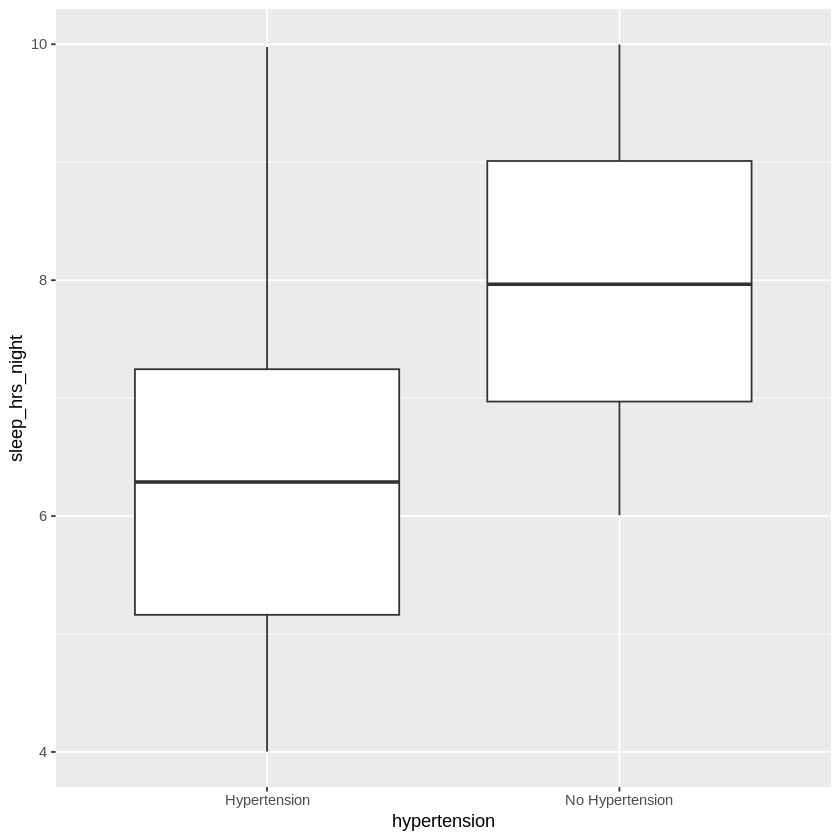 10
8
6
4
sleep_hrs_night
Hypertension
No Hypertension
hypertension